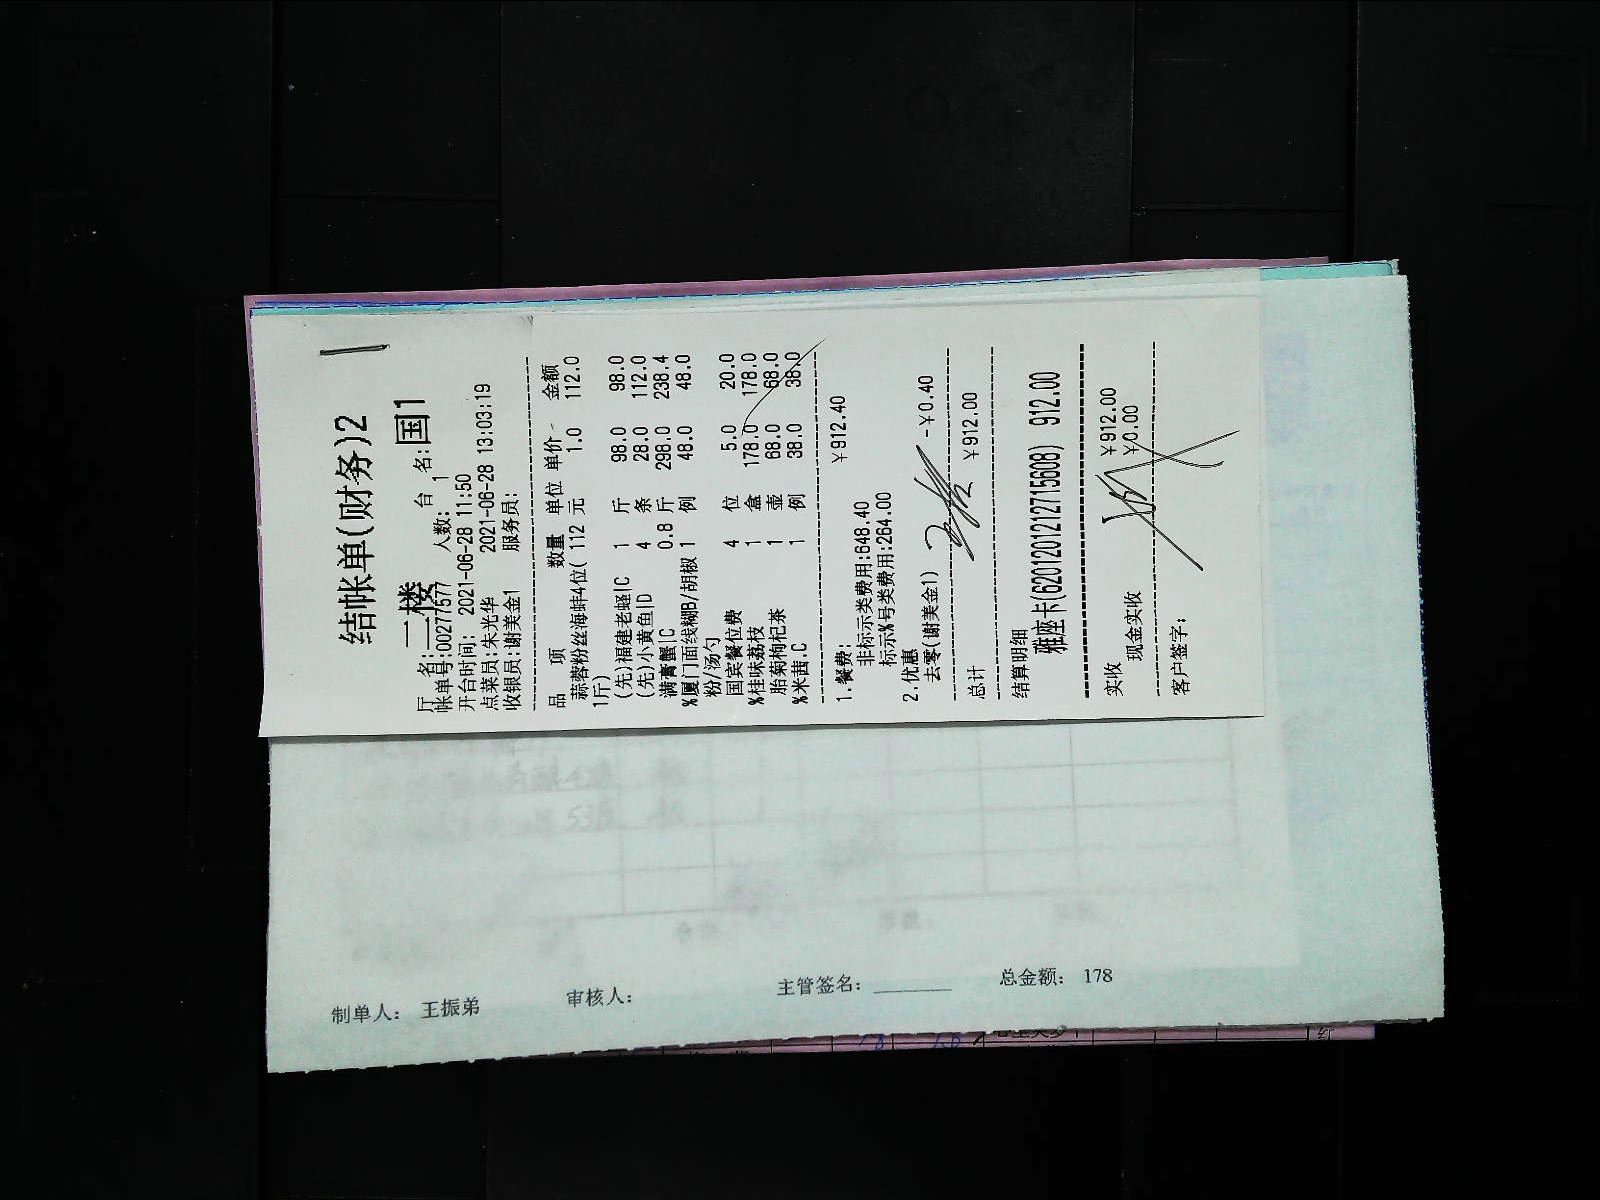 结帐单(财务)2
厅 名:二楼 台 名:国1
帐单号:00277577 人数: 1
开台时间: 2021-06-28 11:50
点菜员:朱光华 2021-06-28 13:03:19
收银员:谢美金1 服务员:
品 项 数量 单位 单价 金额
蒜蓉粉丝海蚌4位( 112 元 1.0 112.0
1斤)
(先)福建老蛏|C 1 斤 98.0 98.0
(先)小黄鱼|D 4 条 28.0 112.0
满膏蟹|C 0.8 斤 298.0 238.4
%厦门面线糊B/胡椒 1 例 48.0 48.0
粉/汤勺
国宾餐位费 4 位 5.0 20.0
%桂味荔枝 1 盒 178.0 178.0
胎菊枸杞茶 1 壶 68.0 68.0
%米茜.C 1 例 38.0 38.0
1.餐费: ￥912.40
非标示类费用:648.40
标示%号类费用:264.00
2.优惠
去零(谢美金1) -￥0.40
总计 ￥912.00
结算明细
雅座卡(6201201212715608) 912.00
实收 ￥912.00
现金实收 ￥0.00
客户签字:
制单人: 王振弟 审核人: 主管签名: 总金额: 178